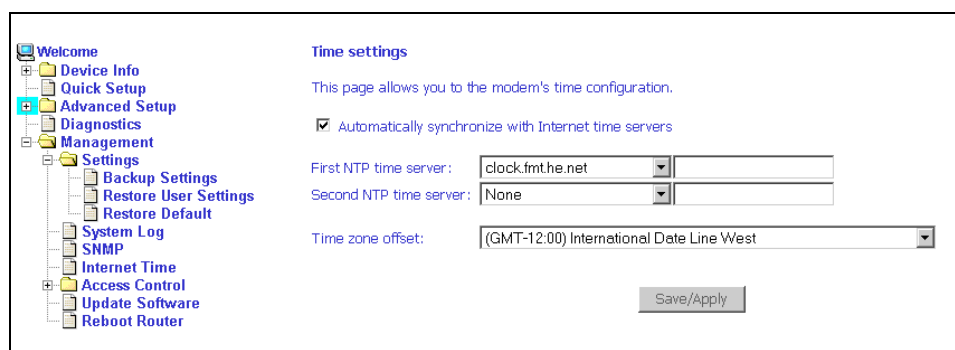 Welcome
Device Info
Quick Setup
Advanced Setup
Diagnostics
Management
Settings
Backup Settings
Restore User Settings
Restore Default
System Log
SNMP
Internet Time
Access Control
Update Software
Reboot Router
Time settings
This page allows you to the modem's time configuration.
Automatically synchronize with Internet time servers
First NTP time server: clock.fmt.he.net
Second NTP time server: None
Time zone offset: (GMT-12:00) International Date Line West
Save/Apply